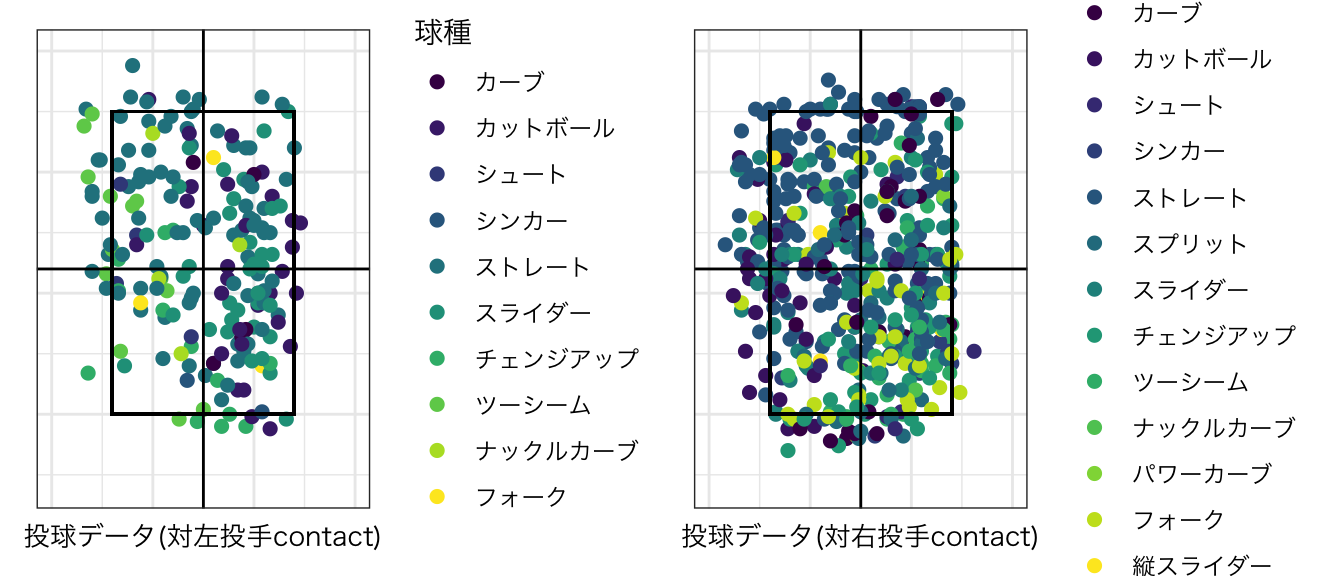 球種
カーブ
カットボール
シュート
シンカー
ストレート
スライダー
チェンジアップ
ツーシーム
ナックルカーブ
フォーク
投球データ(対左投手contact)
カーブ
カットボール
シュート
シンカー
ストレート
スプリット
スライダー
チェンジアップ
ツーシーム
ナックルカーブ
パワーカーブ
フォーク
縦スライダー
投球データ(対右投手contact)